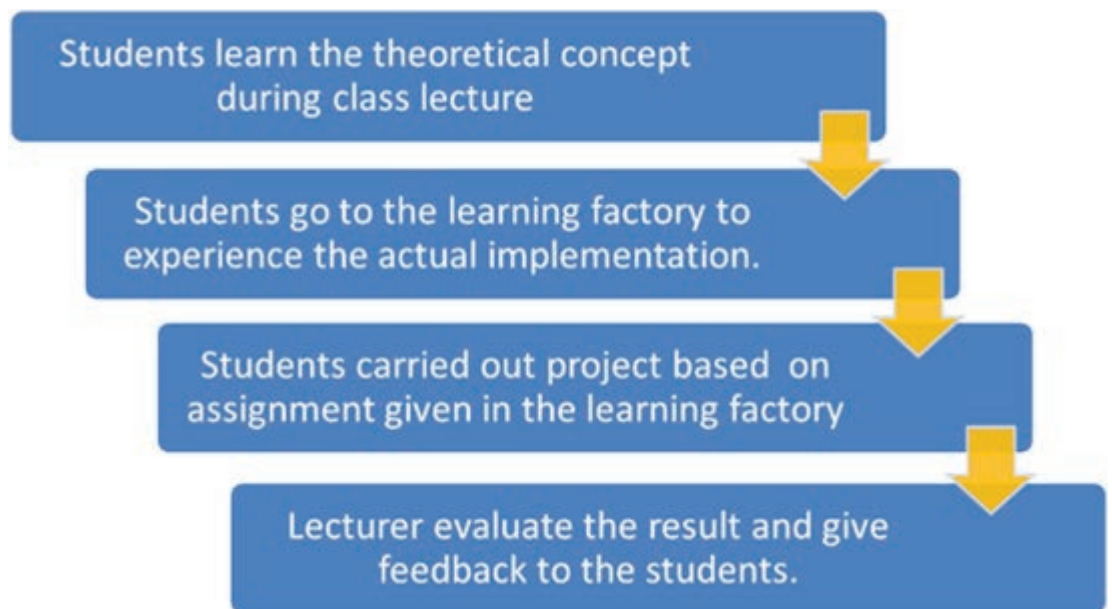 Students learn the theoretical concept
during class lecture
Students go to the learning factory to
experience the actual implementation.
Students carried out project based on
assignment given in the learning factory
Lecturer evaluate the result and give
feedback to the students.